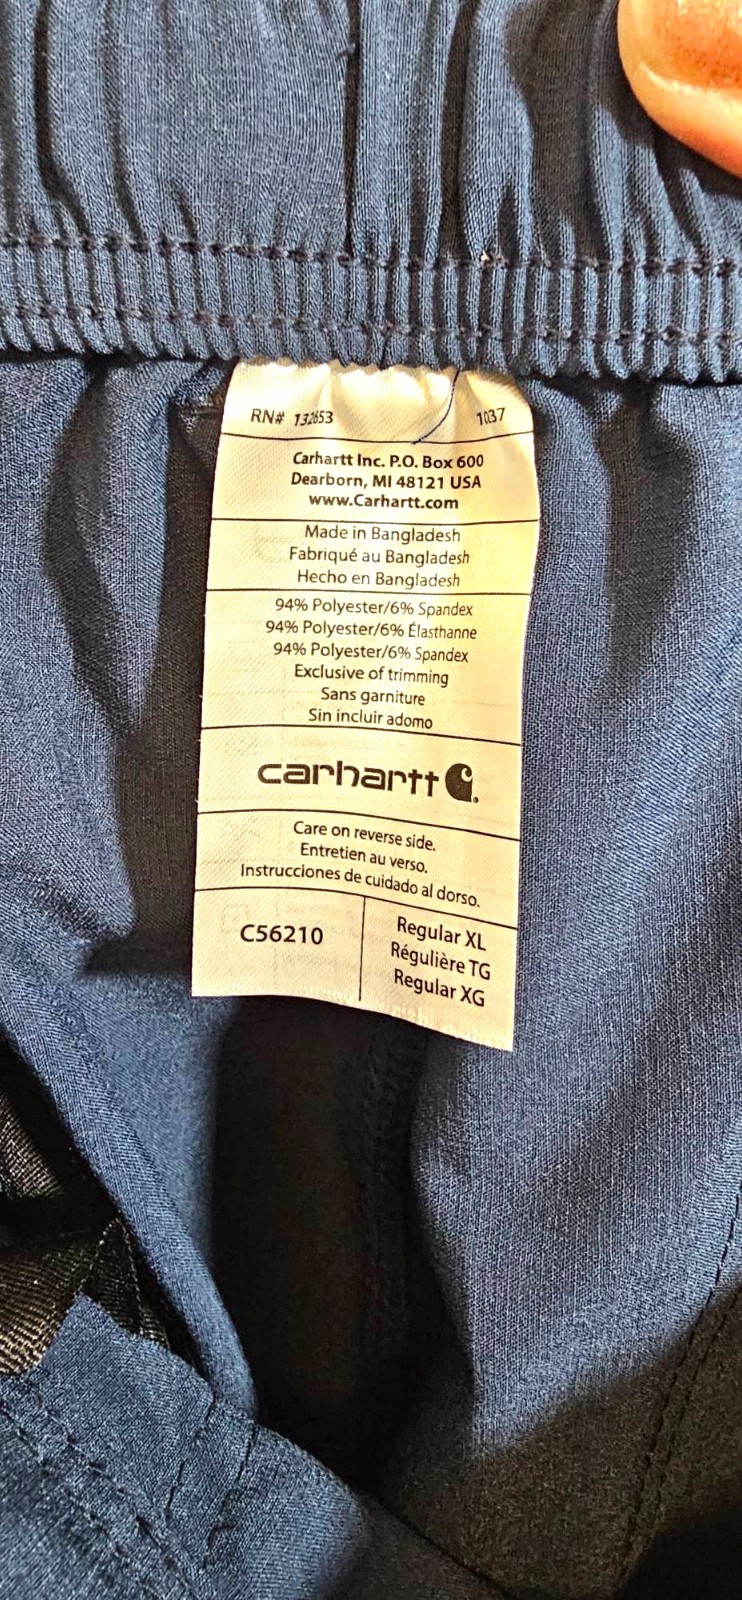 RN# 132653 1037
Carhartt Inc. P.O. Box 600
Dearborn, MI 48121 USA
www.Carhartt.com
Made in Bangladesh
Fabriqué au Bangladesh
Hecho en Bangladesh
94% Polyester/6% Spandex
94% Polyester/6% Élasthanne
94% Polyester/6% Spandex
Exclusive of trimming
Sans garniture
Sin incluir adorno
carhartt
Care on reverse side.
Entretien au verso.
Instrucciones de cuidado al dorso.
C56210
Regular XL
Régulière TG
Regular XG